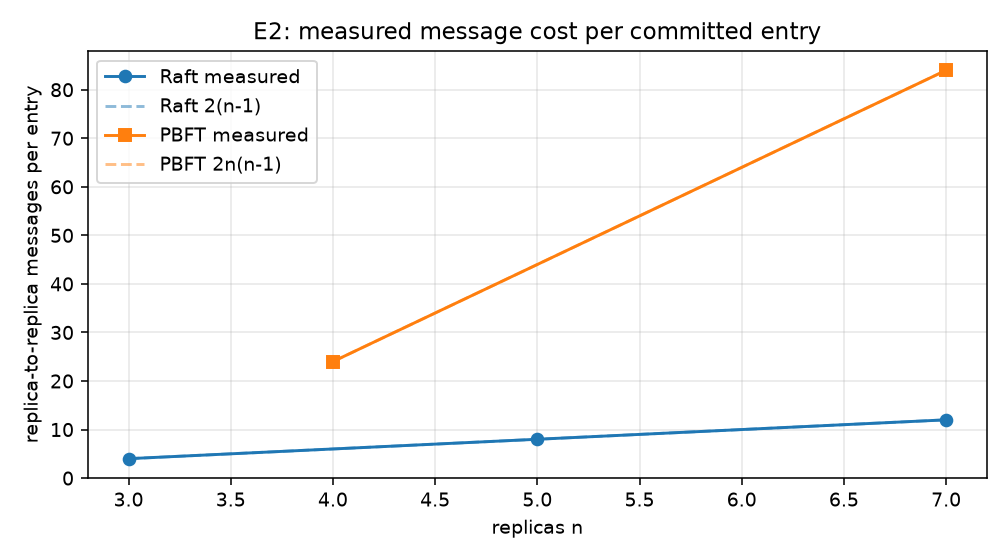 E2: measured message cost per committed entry
Raft measured
Raft 2(n-1)
PBFT measured
PBFT 2n(n-1)
replica-to-replica messages per entry
80
70
60
50
40
30
20
10
0
3.0 3.5 4.0 4.5 5.0 5.5 6.0 6.5 7.0
replicas n